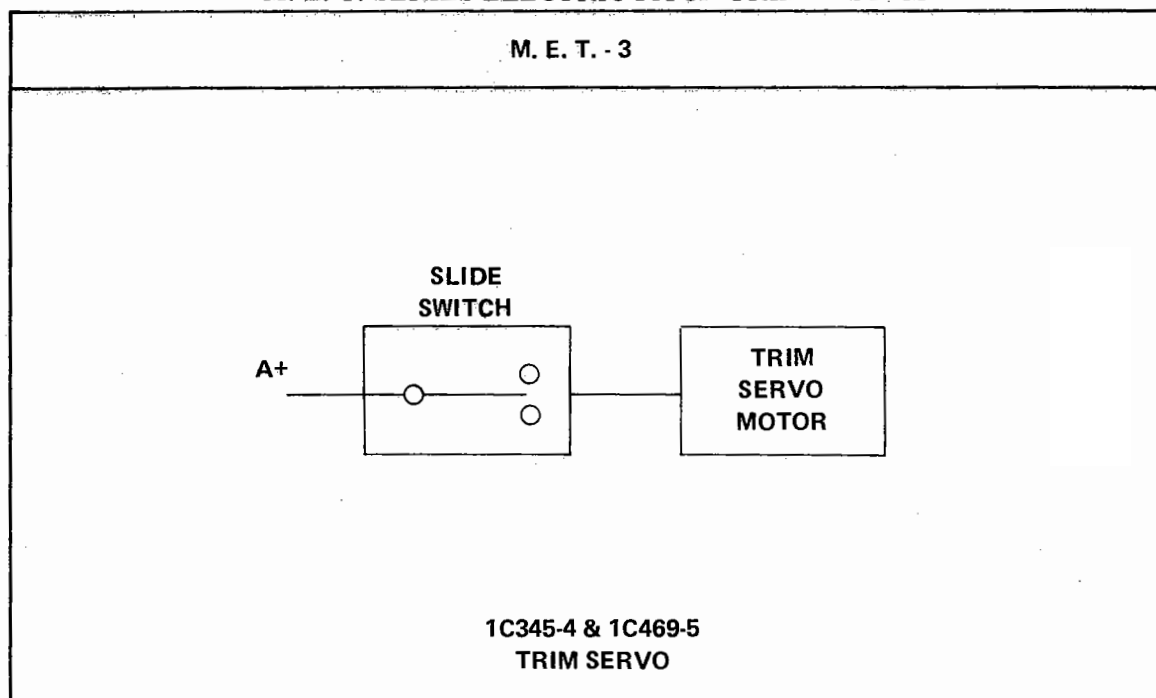 M. E. T. - 3
SLIDE
SWITCH
A+
TRIM
SERVO
MOTOR
1C345-4 & 1C469-5
TRIM SERVO